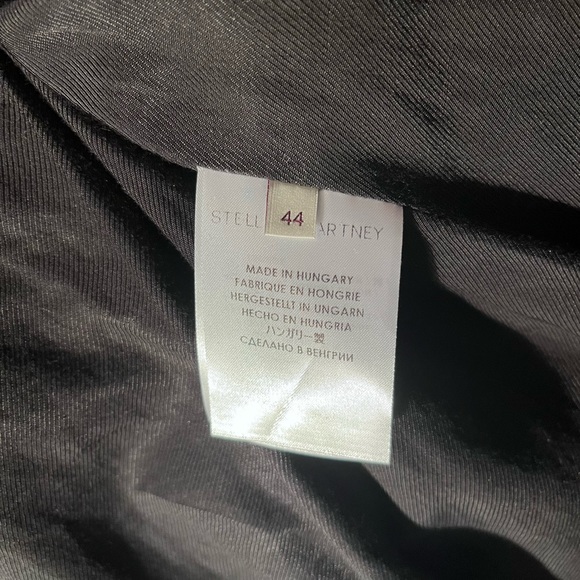 44
STELL ARTNEY
MADE IN HUNGARY
FABRIQUE EN HONGRIE
HERGESTELLT IN UNGARN
HECHO EN HUNGRIA
ハンガリー製
СДЕЛАНО В ВЕНГРИИ